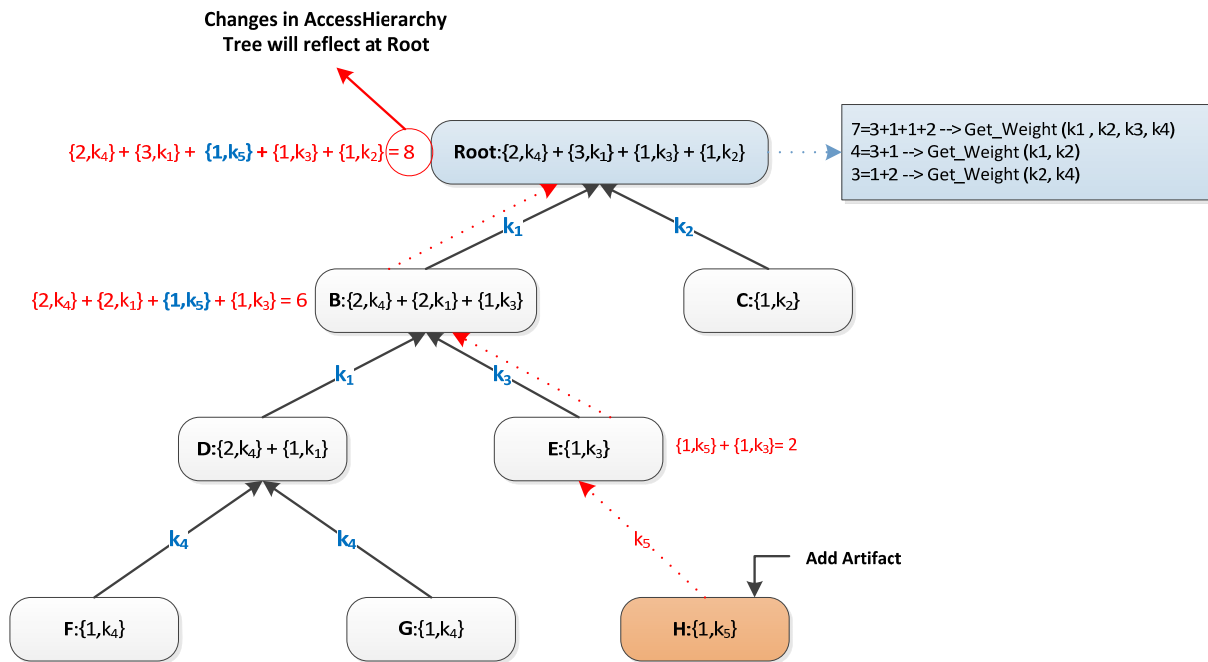 Changes in AccessHierarchy
Tree will reflect at Root
{2,k4} + {3,k1} + {1,k5} + {1,k3} + {1,k2} = 8
Root:{2,k4} + {3,k1} + {1,k3} + {1,k2}
7=3+1+1+2 --> Get_Weight (k1 , k2, k3, k4)
4=3+1 --> Get_Weight (k1, k2)
3=1+2 --> Get_Weight (k2, k4)
k1
k2
{2,k4} + {2,k1} + {1,k5} + {1,k3} = 6
B:{2,k4} + {2,k1} + {1,k3}
C:{1,k2}
k1
k3
D:{2,k4} + {1,k1}
E:{1,k3}
{1,k5} + {1,k3}= 2
k4
k4
k5
Add Artifact
F:{1,k4}
G:{1,k4}
H:{1,k5}